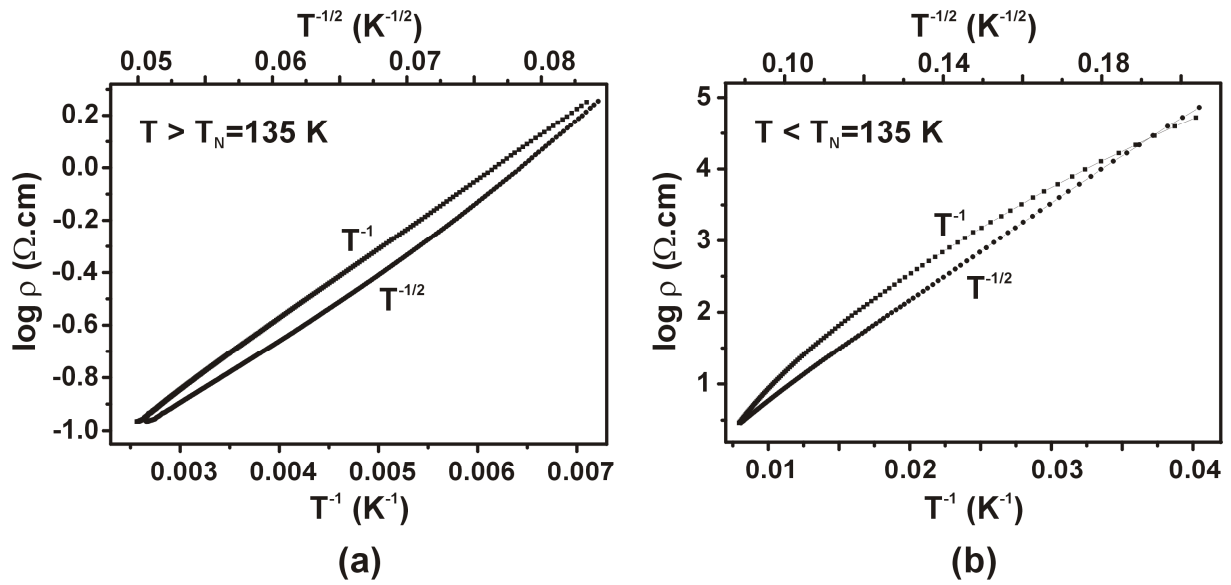 T⁻¹/² (K⁻¹/²)
0.05 0.06 0.07 0.08
0.2
0.0
-0.2
-0.4
-0.6
-0.8
-1.0
log ρ (Ω.cm)
T > T_N=135 K
T⁻¹
T⁻¹/²
0.003 0.004 0.005 0.006 0.007
T⁻¹ (K⁻¹)
(a)
T⁻¹/² (K⁻¹/²)
0.10 0.14 0.18
5
4
3
2
1
log ρ (Ω.cm)
T < T_N=135 K
T⁻¹
T⁻¹/²
0.01 0.02 0.03 0.04
T⁻¹ (K⁻¹)
(b)